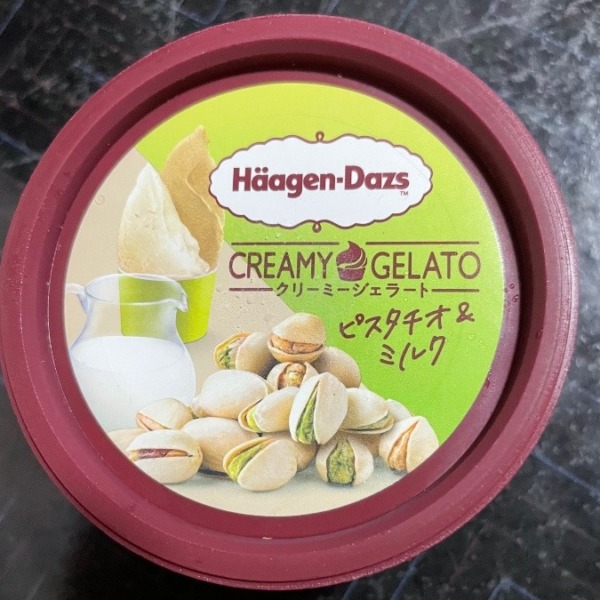 Häagen-Dazs
TM
CREAMY GELATO
クリーミージェラート
ピスタチオ&
ミルク